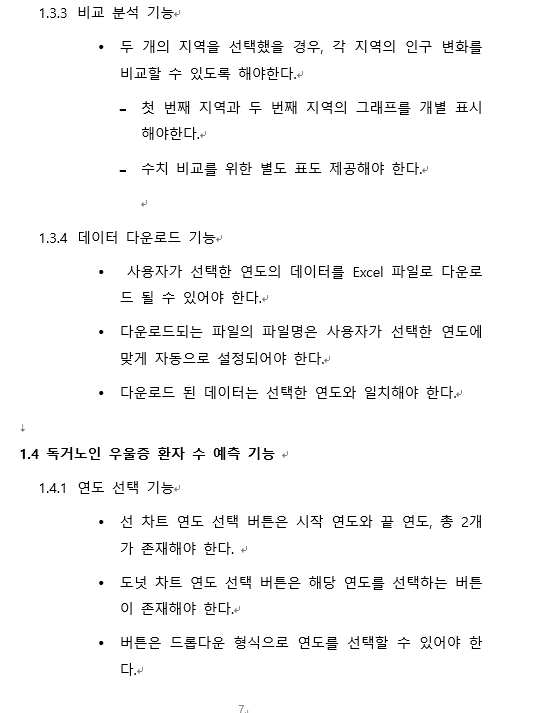 1.3.3 비교 분석 기능
• 두 개의 지역을 선택했을 경우, 각 지역의 인구 변화를
비교할 수 있도록 해야한다.
– 첫 번째 지역과 두 번째 지역의 그래프를 개별 표시
해야한다.
– 수치 비교를 위한 별도 표도 제공해야 한다.
1.3.4 데이터 다운로드 기능
• 사용자가 선택한 연도의 데이터를 Excel 파일로 다운로
드 될 수 있어야 한다.
• 다운로드되는 파일의 파일명은 사용자가 선택한 연도에
맞게 자동으로 설정되어야 한다.
• 다운로드 된 데이터는 선택한 연도와 일치해야 한다.
1.4 독거노인 우울증 환자 수 예측 기능
1.4.1 연도 선택 기능
• 선 차트 연도 선택 버튼은 시작 연도와 끝 연도, 총 2개
가 존재해야 한다.
• 도넛 차트 연도 선택 버튼은 해당 연도를 선택하는 버튼
이 존재해야 한다.
• 버튼은 드롭다운 형식으로 연도를 선택할 수 있어야 한
다.
7